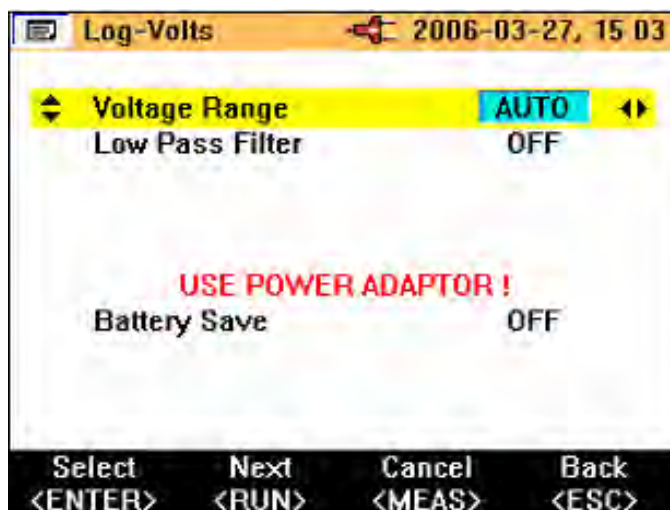 Log-Volts 2006-03-27, 15 03
Voltage Range AUTO
Low Pass Filter OFF
USE POWER ADAPTOR !
Battery Save OFF
Select Next Cancel Back
<ENTER> <RUN> <MEAS> <ESC>